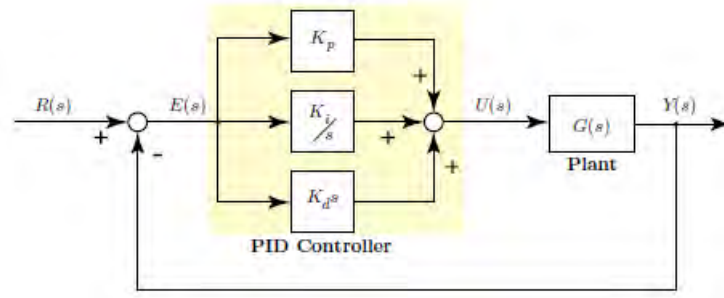 K_p
+
R(s)
E(s)
K_i/s
U(s)
G(s)
Y(s)
+
-
+
+
Plant
K_d s
PID Controller